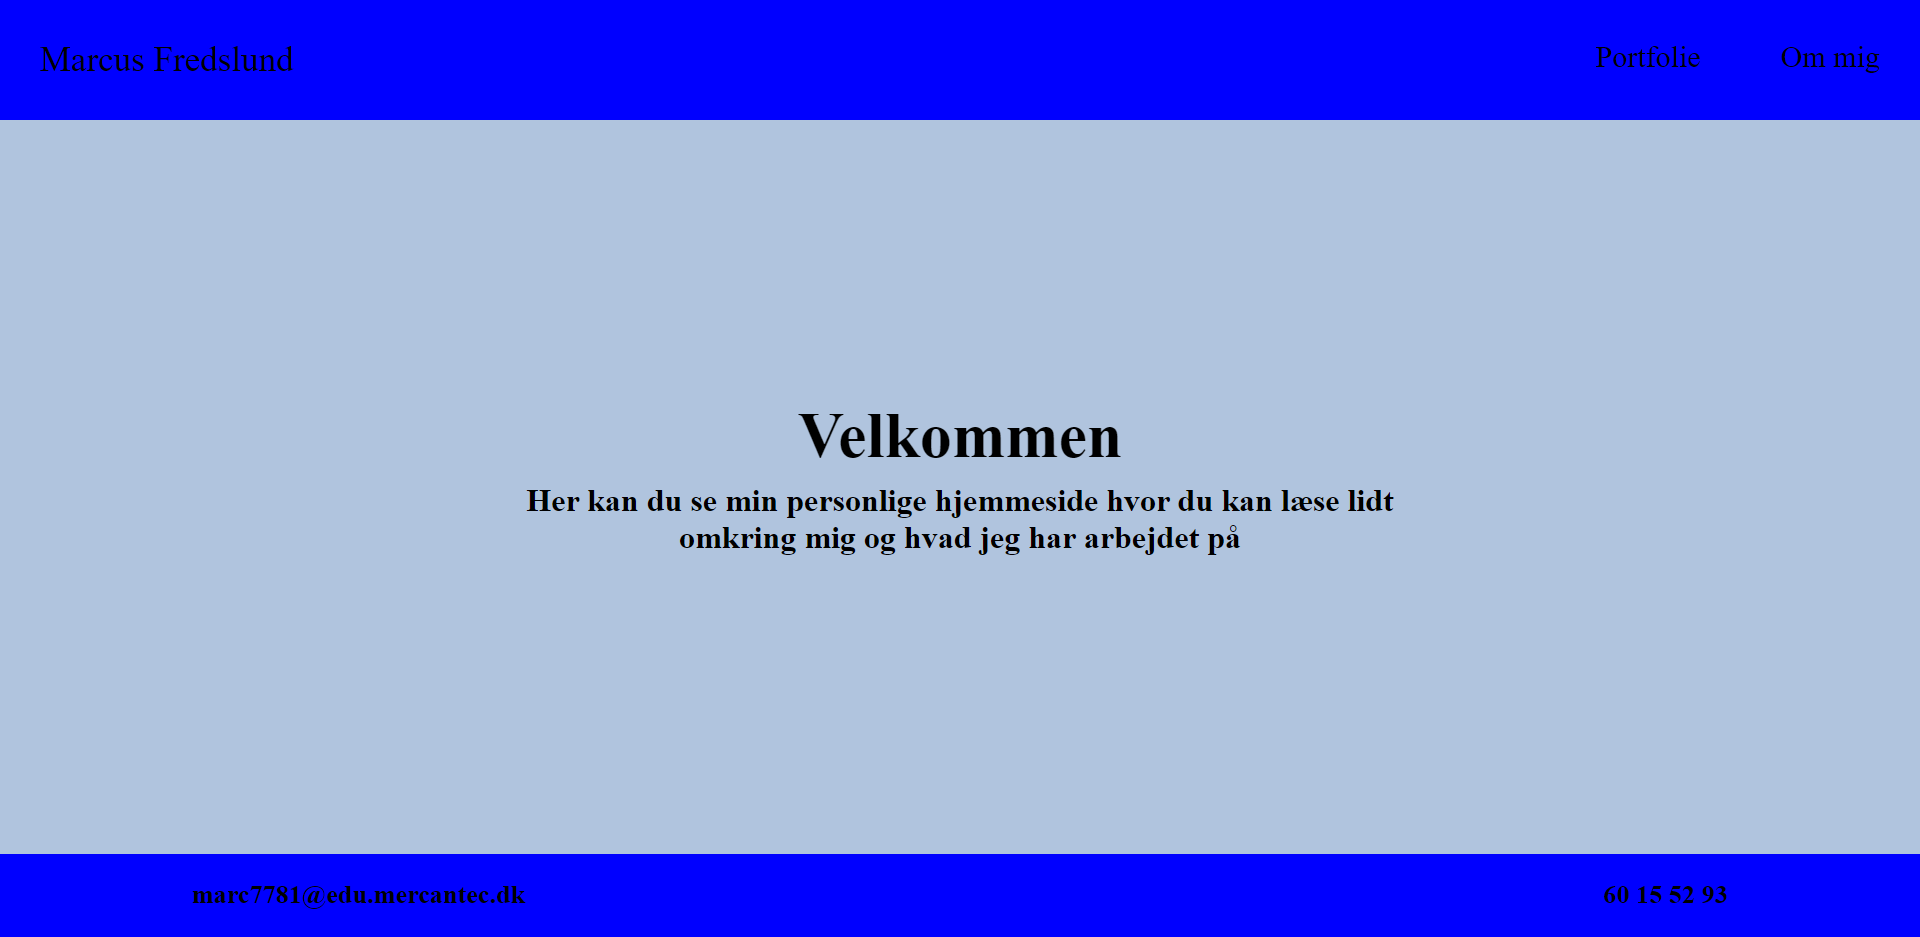 Marcus Fredslund
Portfolie
Om mig
Velkommen
Her kan du se min personlige hjemmeside hvor du kan læse lidt
omkring mig og hvad jeg har arbejdet på
marc7781@edu.mercantec.dk
60 15 52 93